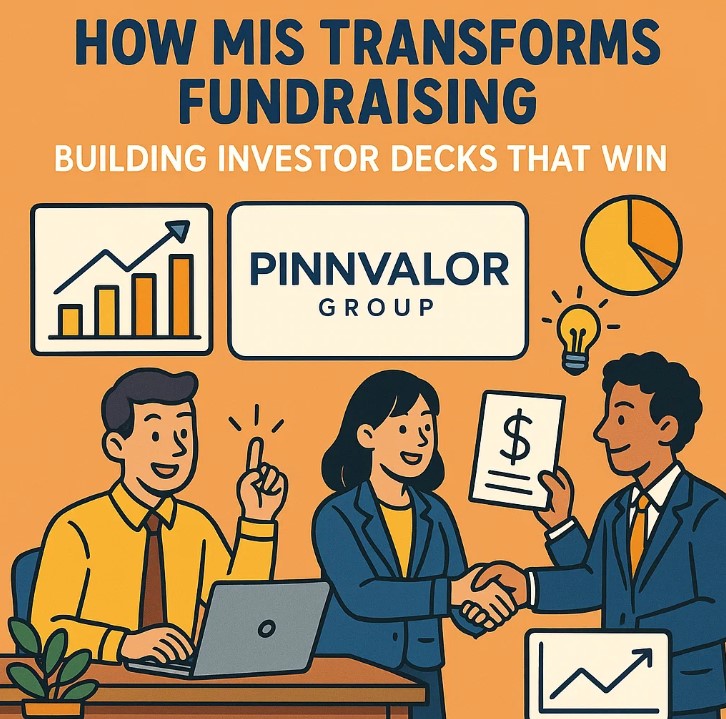 HOW MIS TRANSFORMS
FUNDRAISING
BUILDING INVESTOR DECKS THAT WIN
PINNVALOR
GROUP
$